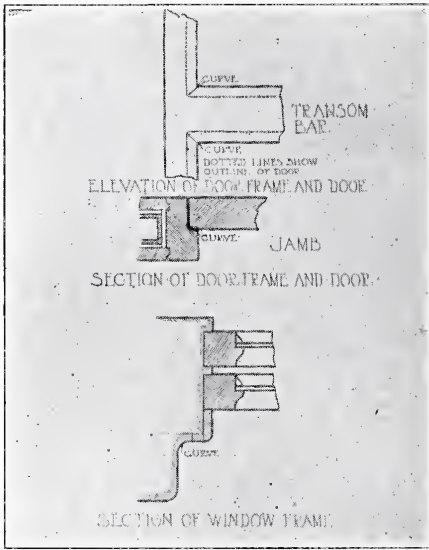 CURVE
TRANSOM
BAR.
CURVE
DOTTED LINES SHOW
OUTLINE OF DOOR
ELEVATION OF DOOR FRAME AND DOOR
CURVE
JAMB
SECTION OF DOOR FRAME AND DOOR.
CURVE
SECTION OF WINDOW FRAME